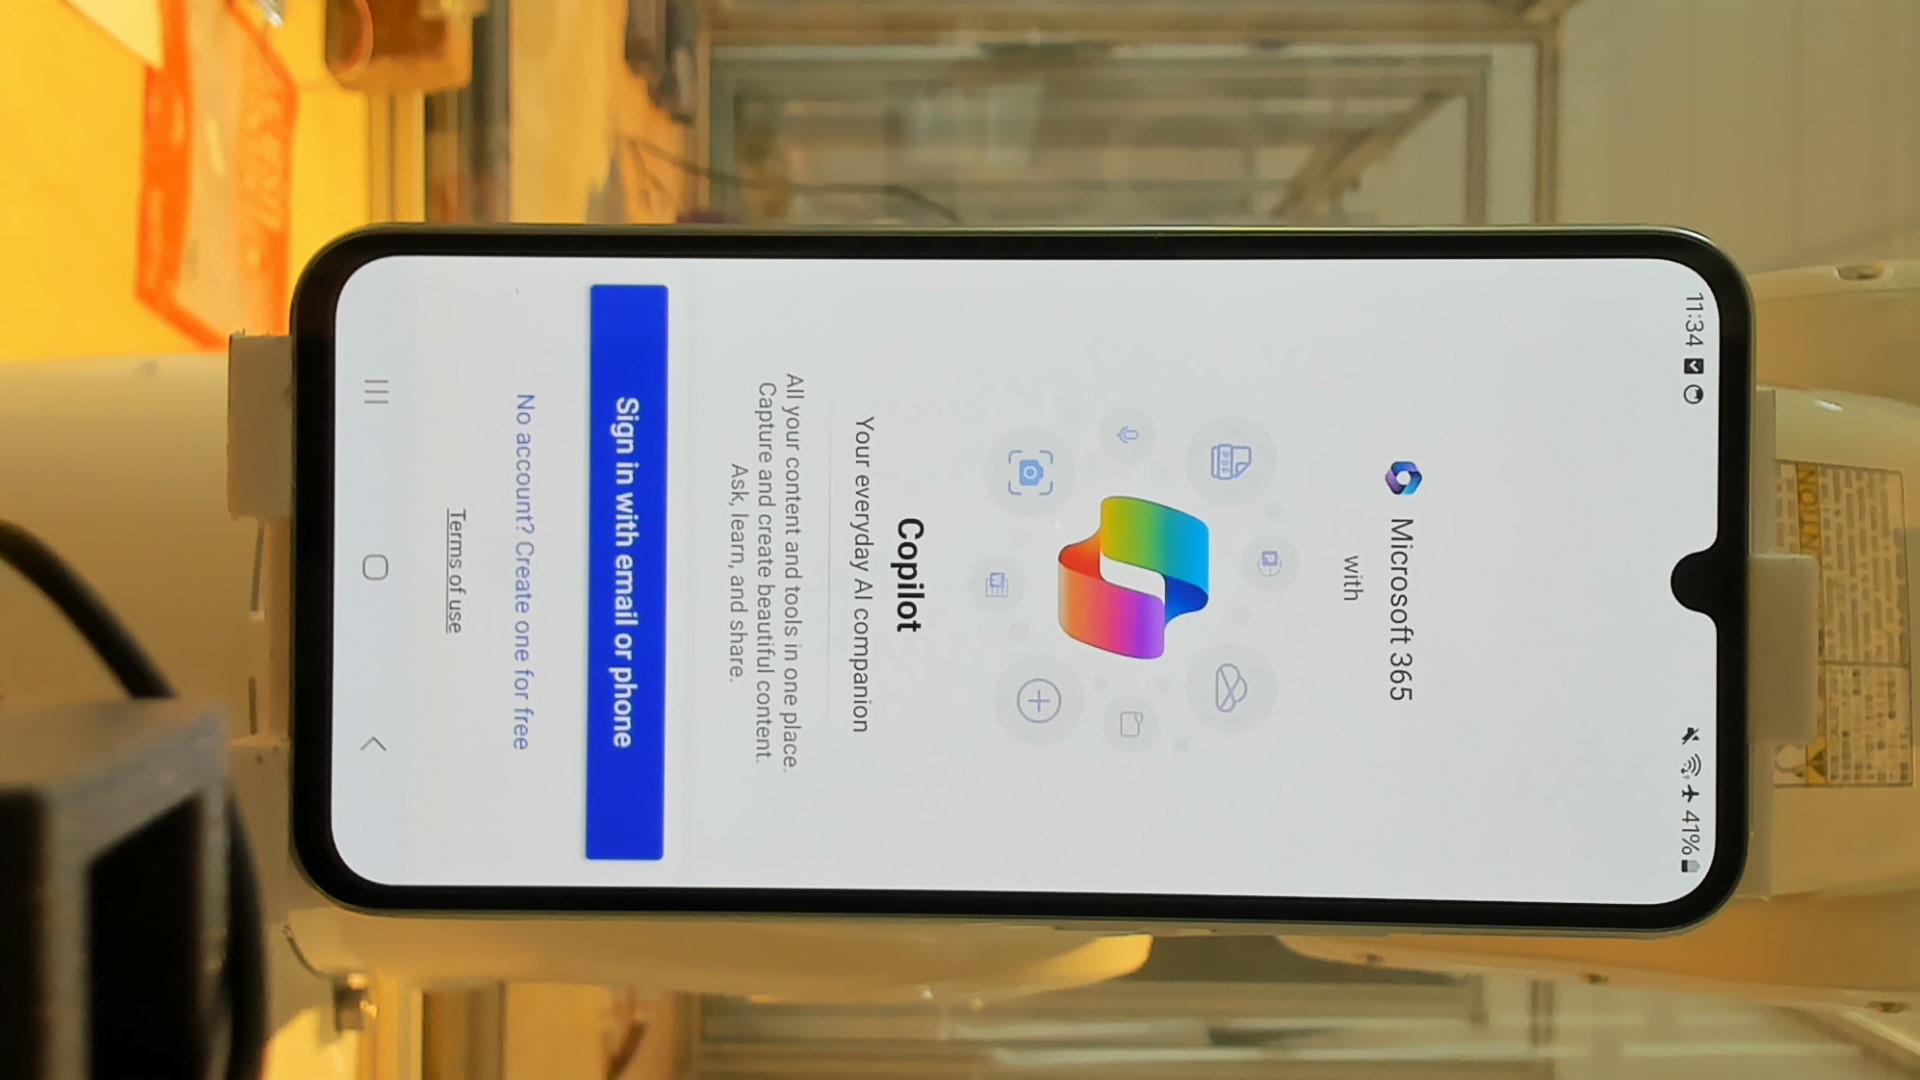 11:34
41%
Microsoft 365
with
PDF
P
W
Copilot
Your everyday AI companion
All your content and tools in one place.
Capture and create beautiful content.
Ask, learn, and share.
Sign in with email or phone
No account? Create one for free
Terms of use